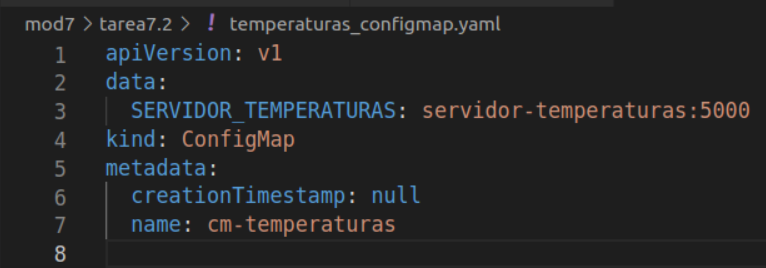 mod7 > tarea7.2 > ! temperaturas_configmap.yaml
1 apiVersion: v1
2 data:
3 SERVIDOR_TEMPERATURAS: servidor-temperaturas:5000
4 kind: ConfigMap
5 metadata:
6 creationTimestamp: null
7 name: cm-temperaturas
8